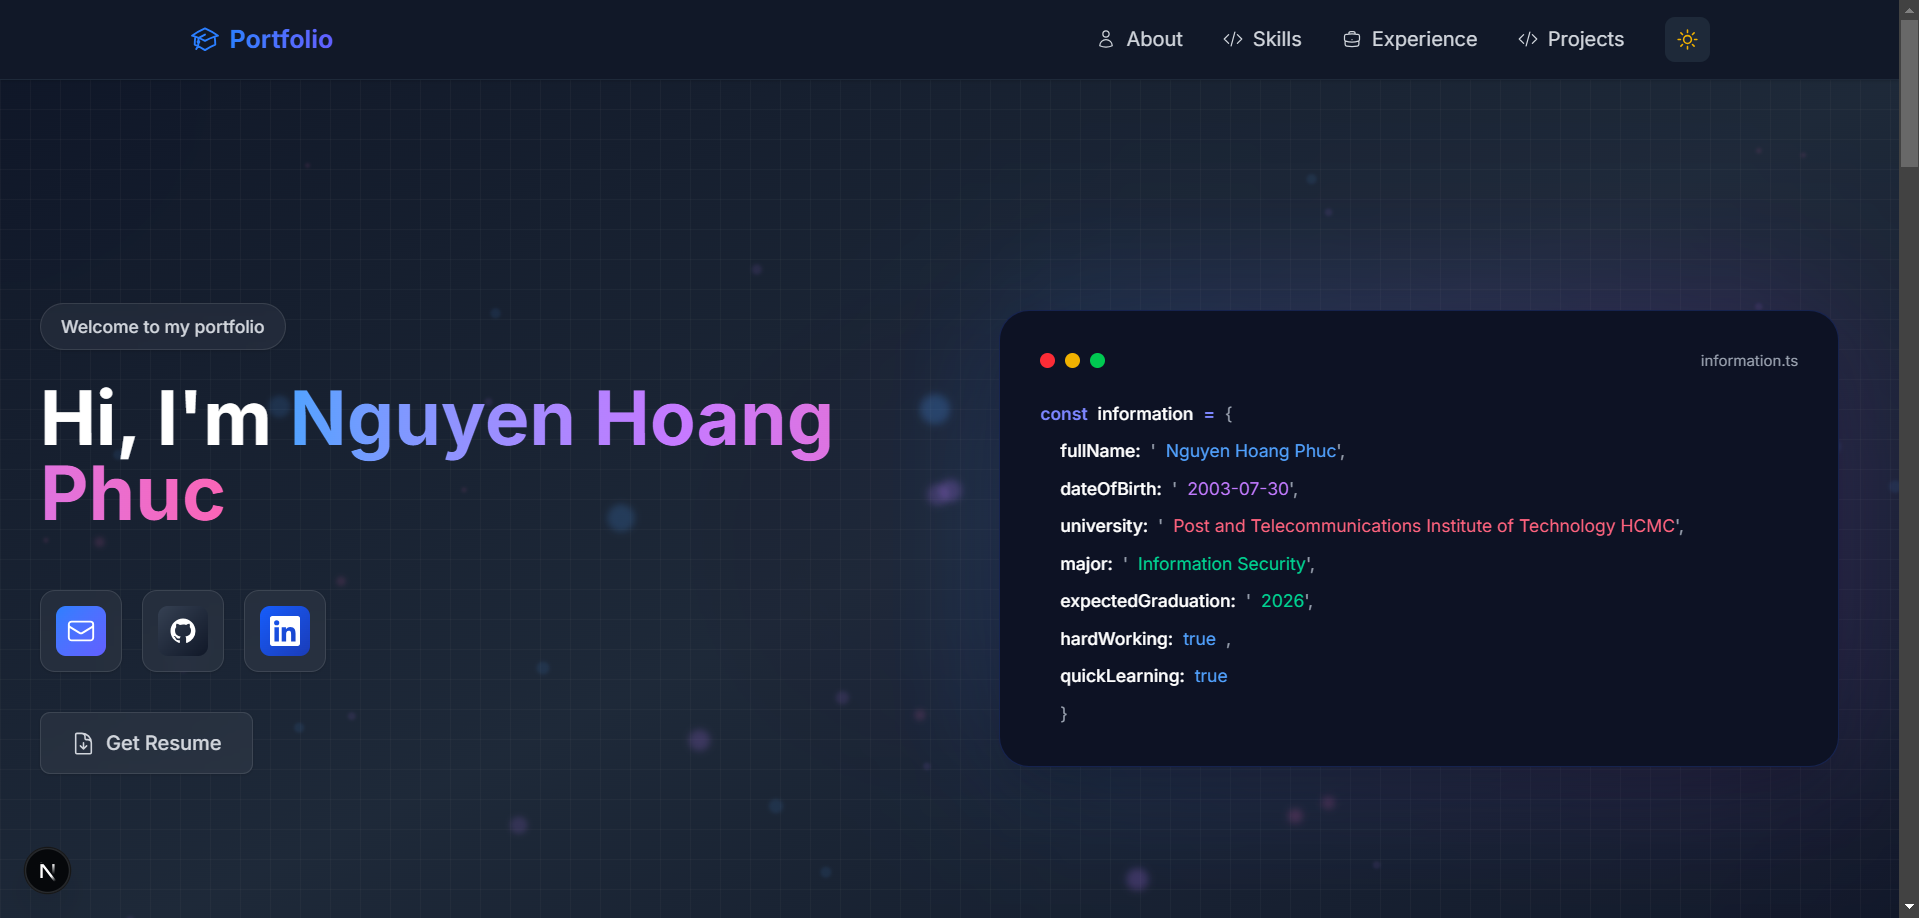 Portfolio
About
Skills
Experience
Projects
Welcome to my portfolio
Hi, I'm Nguyen Hoang
Phuc
Get Resume
information.ts
const information = {
fullName: ' Nguyen Hoang Phuc',
dateOfBirth: ' 2003-07-30',
university: ' Post and Telecommunications Institute of Technology HCMC',
major: ' Information Security',
expectedGraduation: ' 2026',
hardWorking: true ,
quickLearning: true
}
in
N